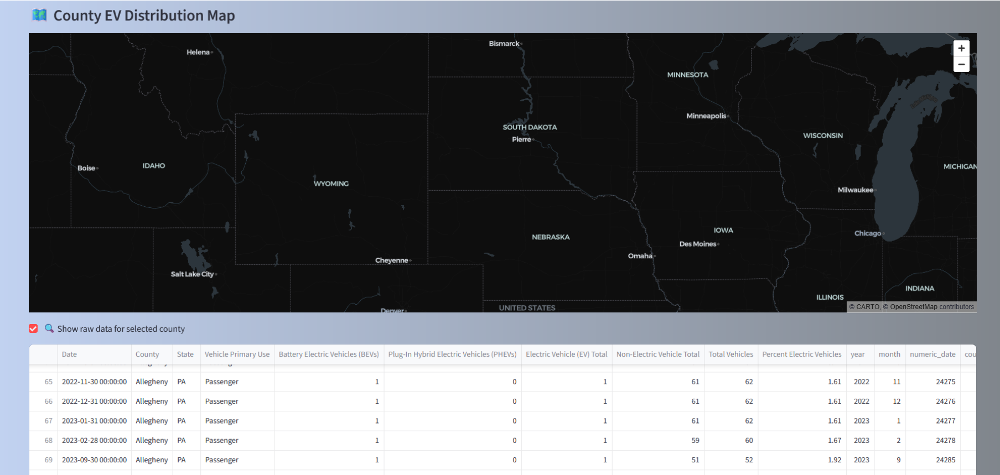 County EV Distribution Map
Bismarck
Helena
MINNESOTA
Minneapolis
SOUTH DAKOTA
Pierre
WISCONSIN
Boise
IDAHO
MICHIGAN
WYOMING
Milwaukee
IOWA
Chicago
NEBRASKA
Des Moines
Omaha
Cheyenne
Salt Lake City
INDIANA
ILLINOIS
UNITED STATES
Denver
© CARTO, © OpenStreetMap contributors
Show raw data for selected county
Date County State Vehicle Primary Use Battery Electric Vehicles (BEVs) Plug-In Hybrid Electric Vehicles (PHEVs) Electric Vehicle (EV) Total Non-Electric Vehicle Total Total Vehicles Percent Electric Vehicles year month numeric_date cou
65 2022-11-30 00:00:00 Allegheny PA Passenger 1 0 1 61 62 1.61 2022 11 24275
66 2022-12-31 00:00:00 Allegheny PA Passenger 1 0 1 61 62 1.61 2022 12 24276
67 2023-01-31 00:00:00 Allegheny PA Passenger 1 0 1 61 62 1.61 2023 1 24277
68 2023-02-28 00:00:00 Allegheny PA Passenger 1 0 1 59 60 1.67 2023 2 24278
69 2023-09-30 00:00:00 Allegheny PA Passenger 1 0 1 51 52 1.92 2023 9 24285